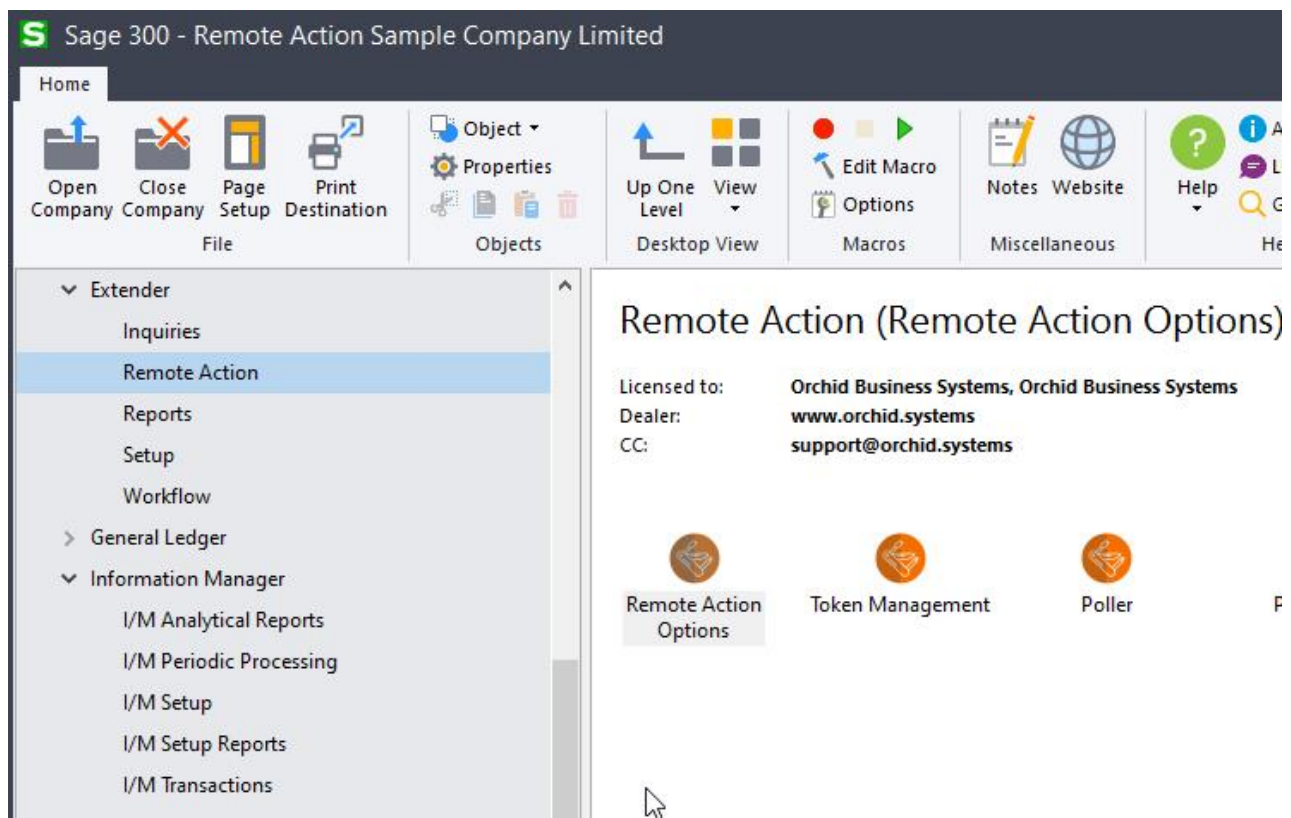 S Sage 300 - Remote Action Sample Company Limited
Home
Open Company
Close Company
Page Setup
Print Destination
File
Object
Properties
Objects
Up One Level
View
Desktop View
Edit Macro
Options
Macros
Notes
Website
Miscellaneous
? Help
Extender
Inquiries
Remote Action
Reports
Setup
Workflow
General Ledger
Information Manager
I/M Analytical Reports
I/M Periodic Processing
I/M Setup
I/M Setup Reports
I/M Transactions
Remote Action (Remote Action Options)
Licensed to: Orchid Business Systems, Orchid Business Systems
Dealer: www.orchid.systems
CC: support@orchid.systems
Remote Action
Options
Token Management
Poller